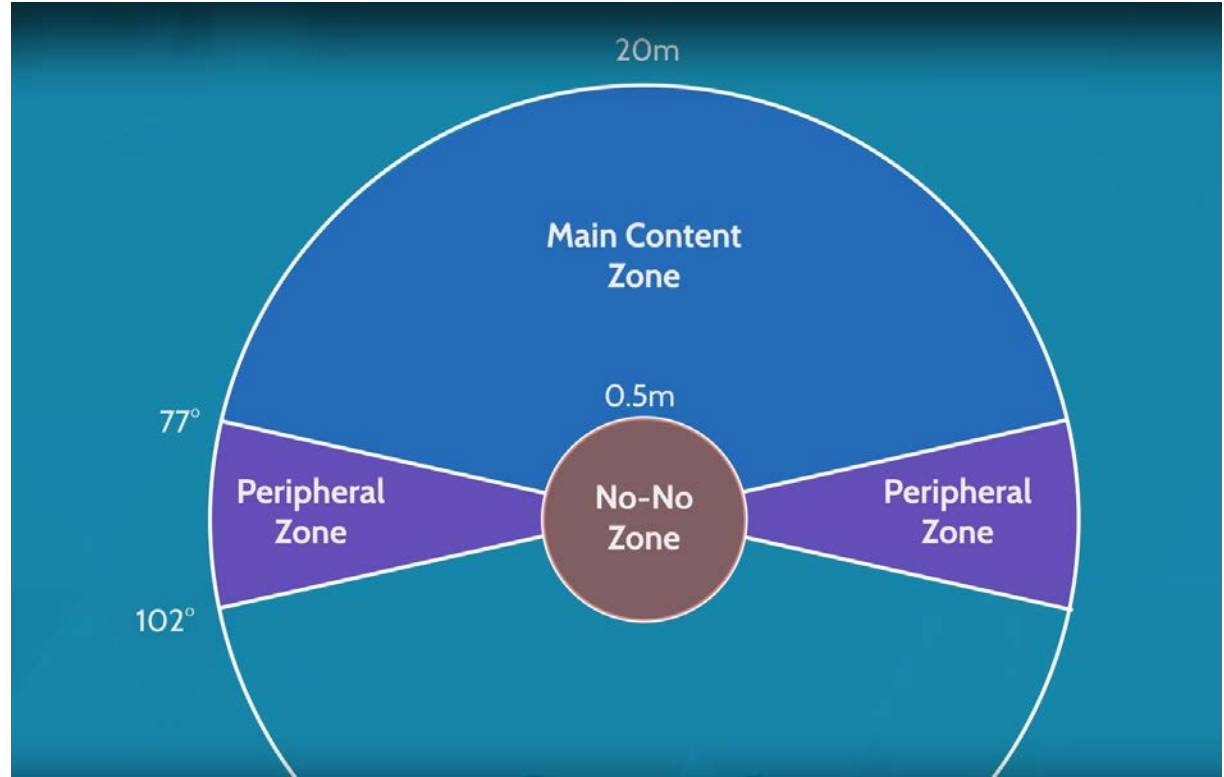 20m
Main Content
Zone
0.5m
77°
Peripheral
Zone
No-No
Zone
Peripheral
Zone
102°